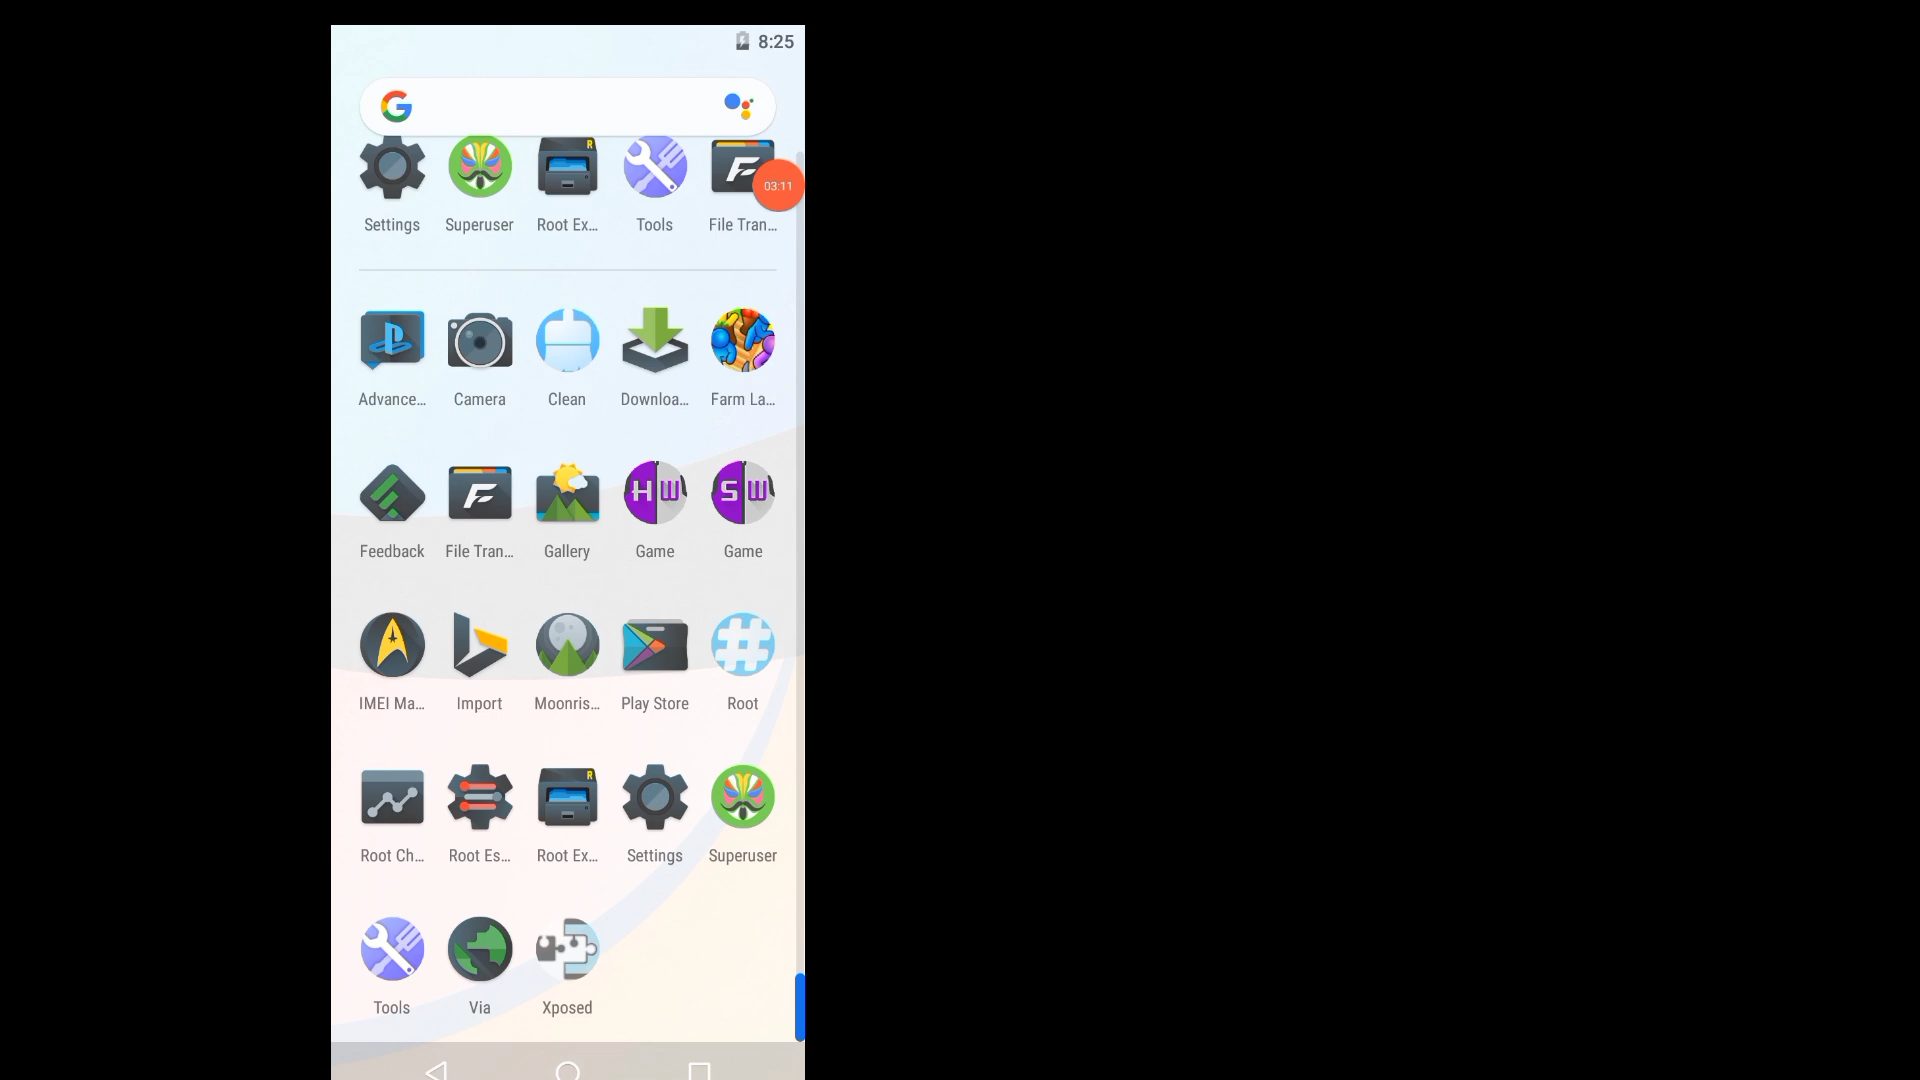 8:25
G
03:11
Settings Superuser Root Ex... Tools File Tran...
Advance... Camera Clean Downloa... Farm La...
HW SW
Feedback File Tran... Gallery Game Game
IMEI Ma... Import Moonris... Play Store Root
Root Ch... Root Es... Root Ex... Settings Superuser
Tools Via Xposed